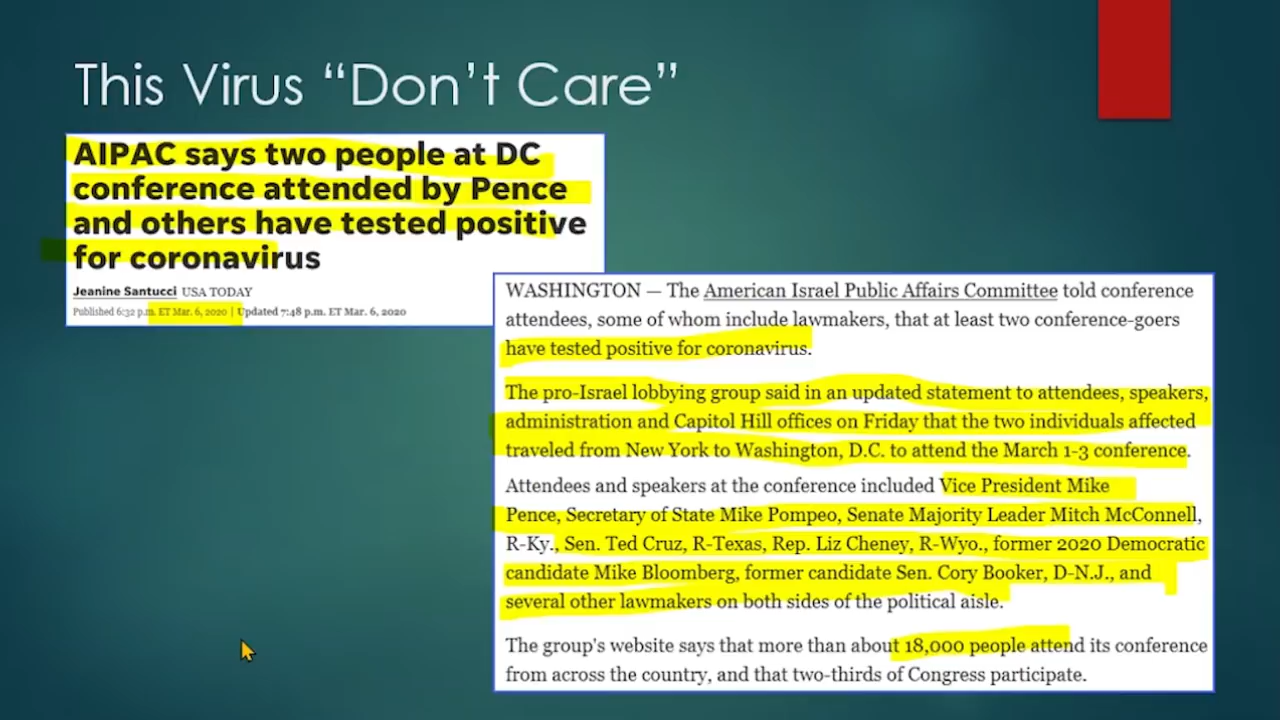 This Virus “Don’t Care”
AIPAC says two people at DC
conference attended by Pence
and others have tested positive
for coronavirus
Jeanine Santucci USA TODAY
Published 6:32 p.m. ET Mar. 6, 2020 | Updated 7:48 p.m. ET Mar. 6, 2020
WASHINGTON — The American Israel Public Affairs Committee told conference
attendees, some of whom include lawmakers, that at least two conference-goers
have tested positive for coronavirus.
The pro-Israel lobbying group said in an updated statement to attendees, speakers,
administration and Capitol Hill offices on Friday that the two individuals affected
traveled from New York to Washington, D.C. to attend the March 1-3 conference.
Attendees and speakers at the conference included Vice President Mike
Pence, Secretary of State Mike Pompeo, Senate Majority Leader Mitch McConnell,
R-Ky., Sen. Ted Cruz, R-Texas, Rep. Liz Cheney, R-Wyo., former 2020 Democratic
candidate Mike Bloomberg, former candidate Sen. Cory Booker, D-N.J., and
several other lawmakers on both sides of the political aisle.
The group's website says that more than about 18,000 people attend its conference
from across the country, and that two-thirds of Congress participate.